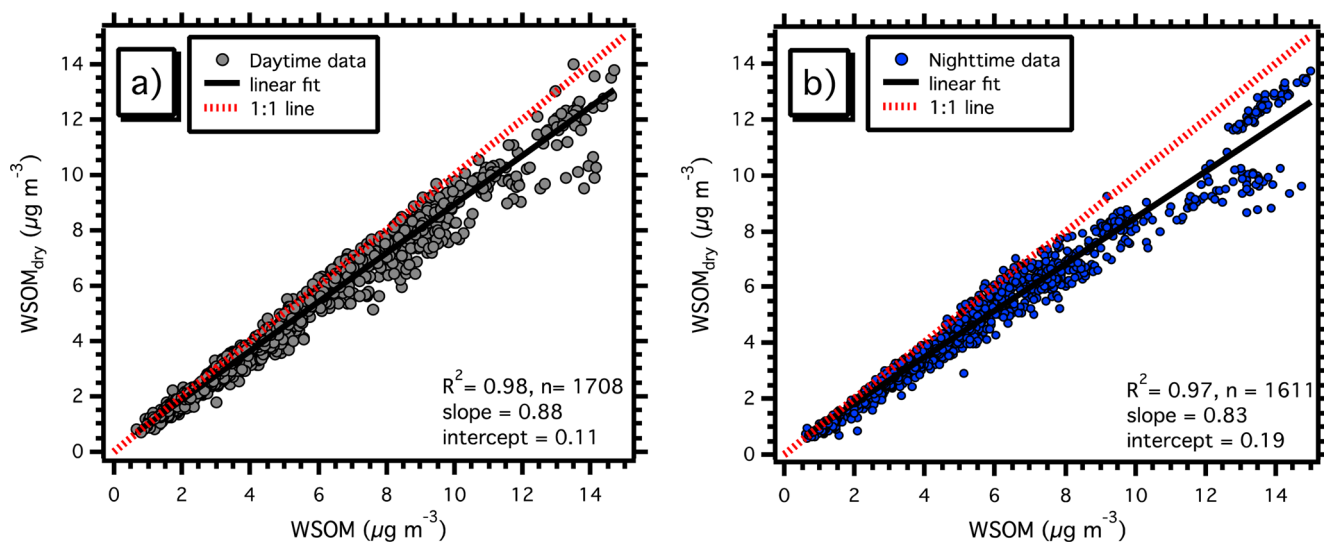 a)
Daytime data
linear fit
1:1 line
14
12
10
8
6
4
2
0
WSOM_dry (µg m⁻³)
R²= 0.98, n= 1708
slope = 0.88
intercept = 0.11
0 2 4 6 8 10 12 14
WSOM (µg m⁻³)
b)
Nighttime data
linear fit
1:1 line
14
12
10
8
6
4
2
0
WSOM_dry (µg m⁻³)
R²= 0.97, n = 1611
slope = 0.83
intercept = 0.19
0 2 4 6 8 10 12 14
WSOM (µg m⁻³)